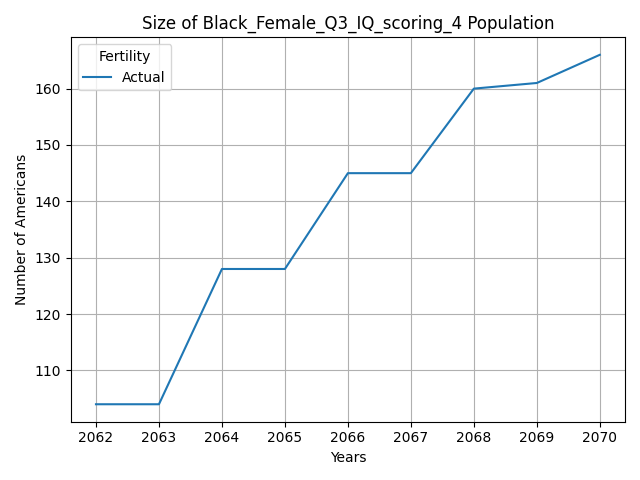 Size of Black_Female_Q3_IQ_scoring_4 Population
Fertility
Actual
Number of Americans
160
150
140
130
120
110
2062 2063 2064 2065 2066 2067 2068 2069 2070
Years